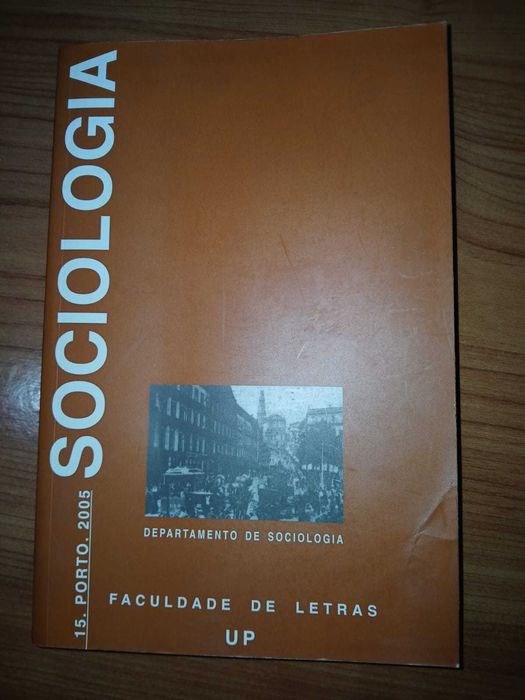 SOCIOLOGIA
15. PORTO. 2005
DEPARTAMENTO DE SOCIOLOGIA
FACULDADE DE LETRAS
UP